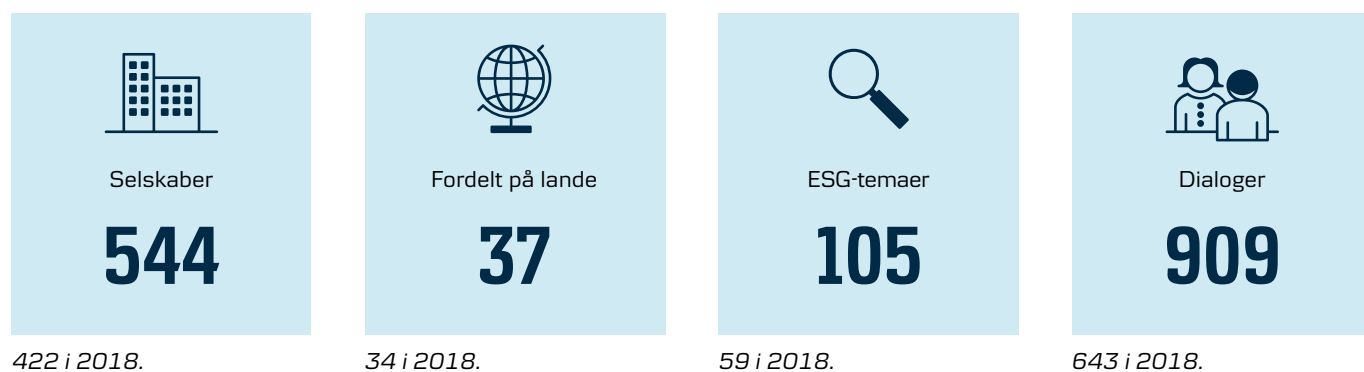 Selskaber
544
422 i 2018.
Fordelt på lande
37
34 i 2018.
ESG-temaer
105
59 i 2018.
Dialoger
909
643 i 2018.